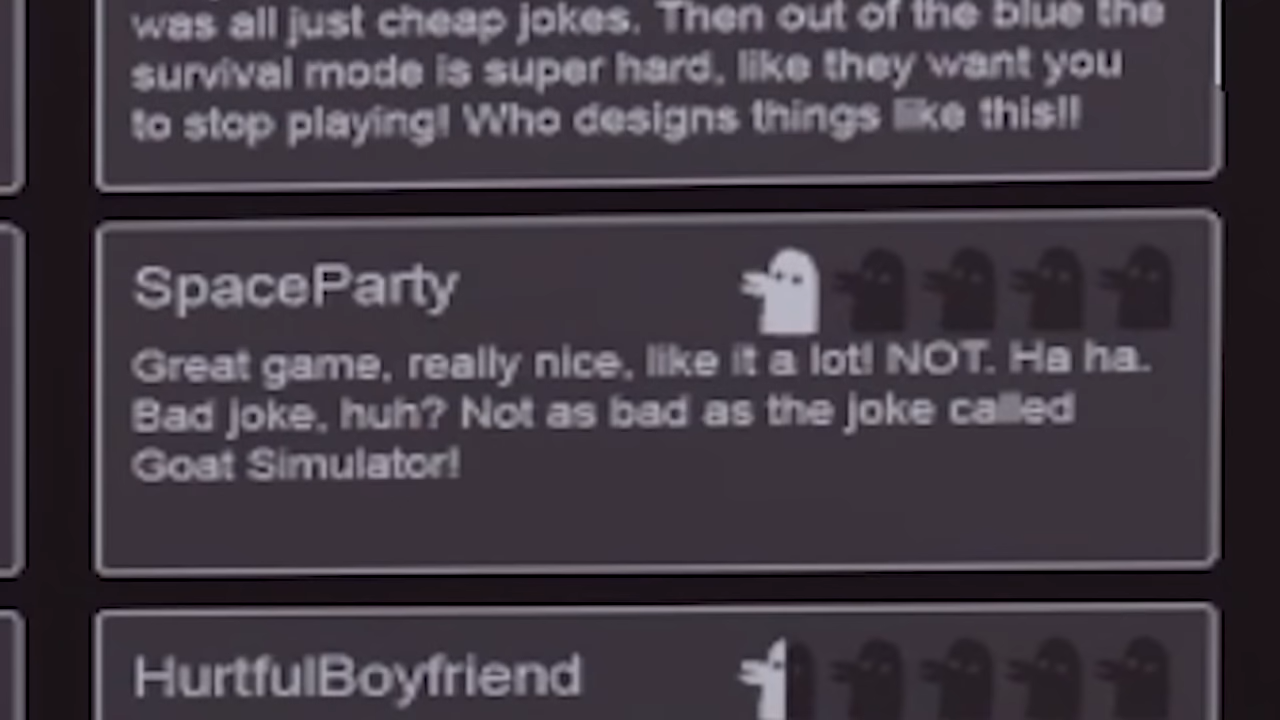 was all just cheap jokes. Then out of the blue the
survival mode is super hard, like they want you
to stop playing! Who designs things like this!!
SpaceParty
Great game, really nice, like it a lot! NOT. Ha ha.
Bad joke, huh? Not as bad as the joke called
Goat Simulator!
HurtfulBoyfriend